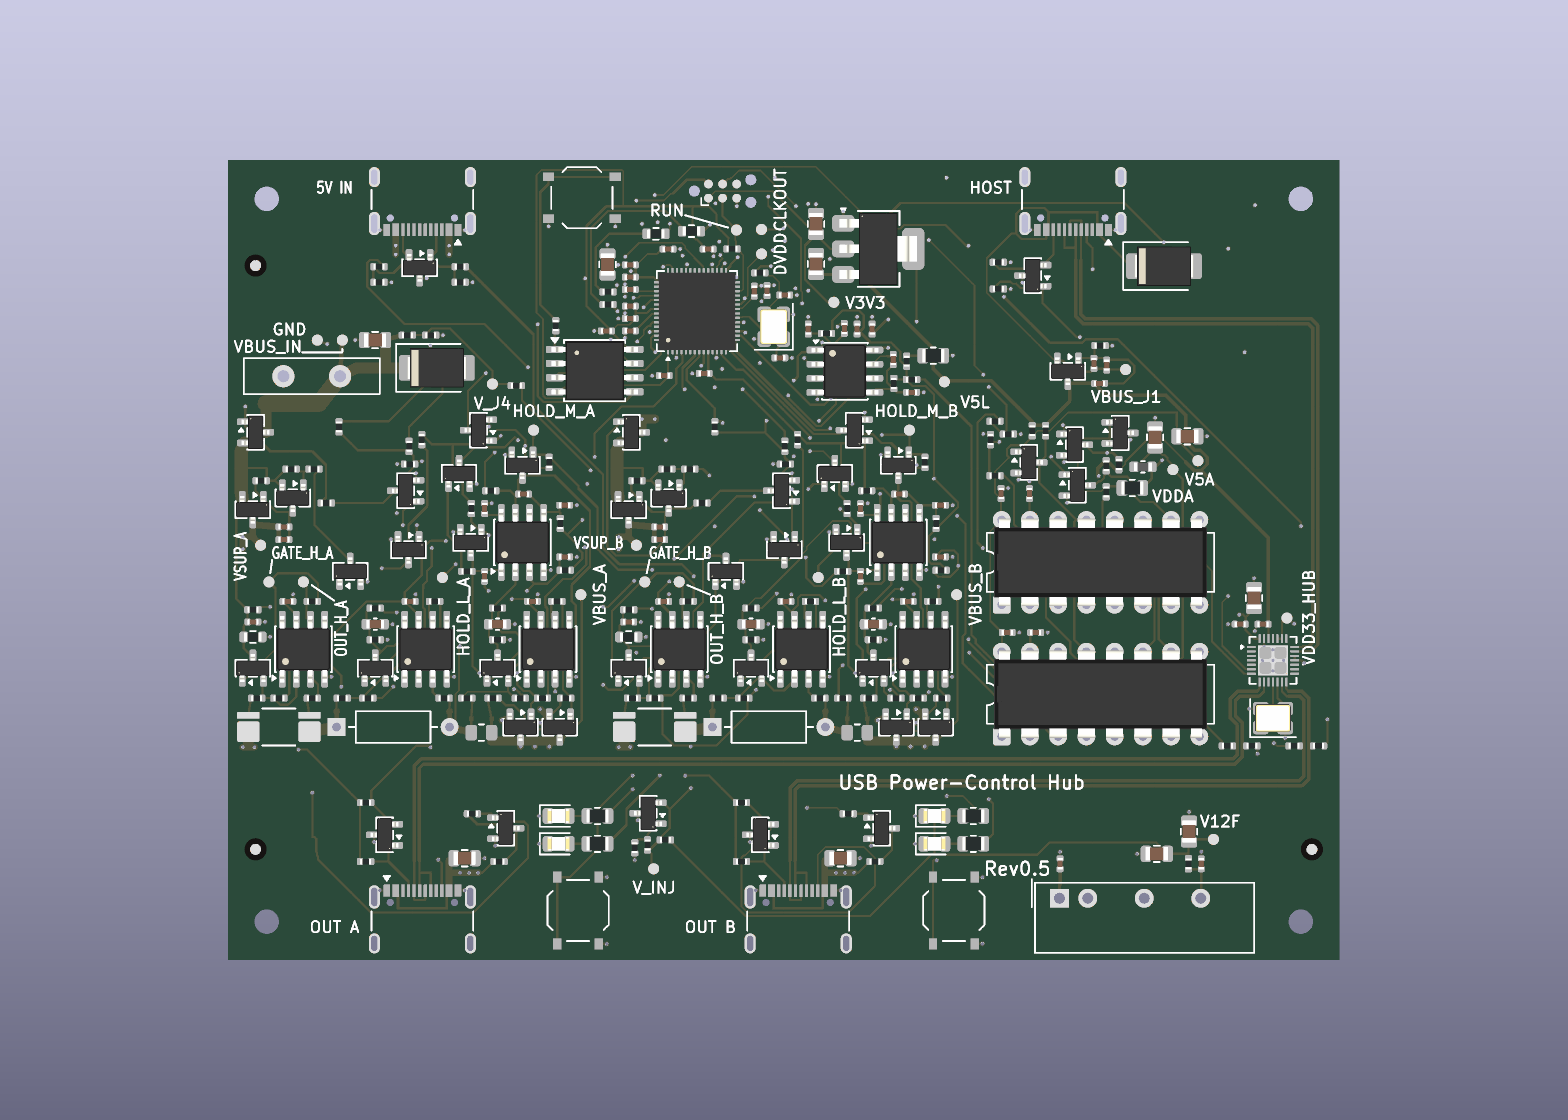 5V IN
HOST
RUN
DVDDCLKOUT
V3V3
GND
VBUS_IN
V_J4
HOLD_M_A
HOLD_M_B
V5L
VBUS_J1
V5A
VDDA
VSUP_A
GATE_H_A
OUT_H_A
HOLD_L_A
VSUP_B
VBUS_A
GATE_H_B
OUT_H_B
HOLD_L_B
VBUS_B
VDD33_HUB
USB Power-Control Hub
V12F
Rev0.5
V_INJ
OUT A
OUT B